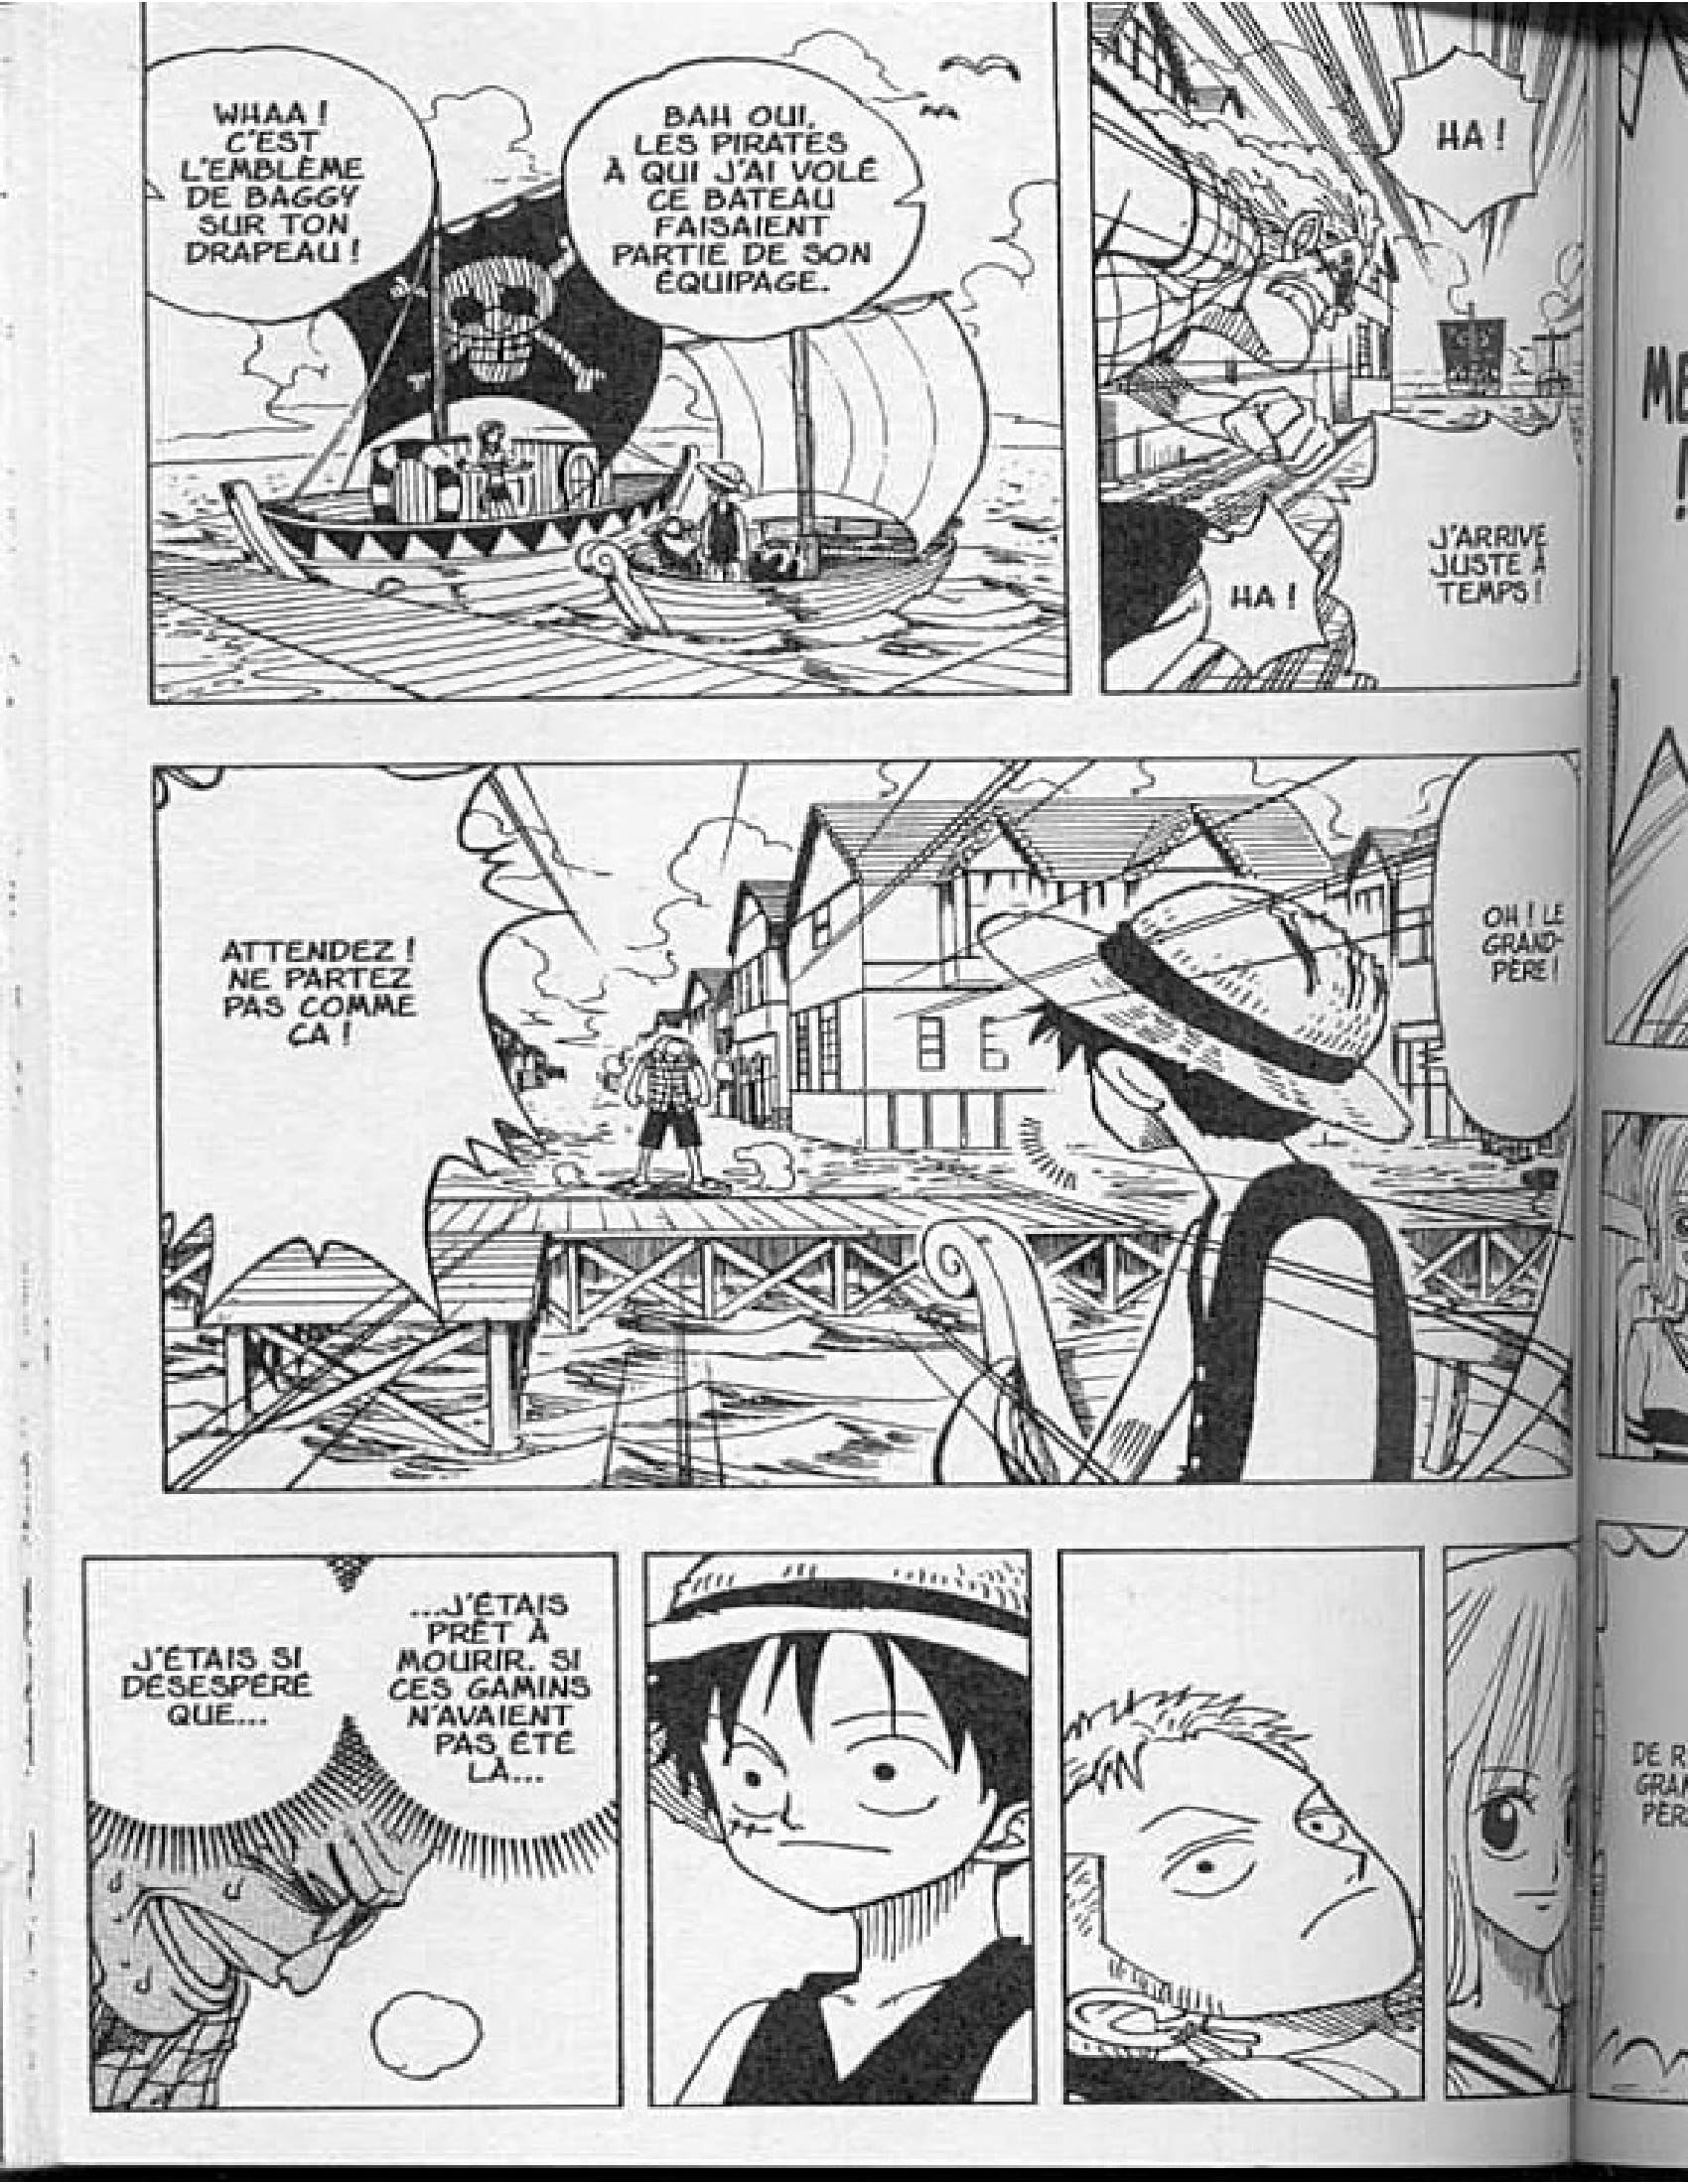 WHAA !
C'EST
L'EMBLÈME
DE BAGGY
SUR TON
DRAPEAU !
BAH OUI,
LES PIRATES
À QUI J'AI VOLÉ
CE BATEAU
FAISAIENT
PARTIE DE SON
ÉQUIPAGE.
HA !
HA !
J'ARRIVE
JUSTE À
TEMPS !
ATTENDEZ !
NE PARTEZ
PAS COMME
ÇA !
OH ! LE
GRAND-
PÈRE !
J'ÉTAIS SI
DÉSESPÉRÉ
QUE...
...J'ÉTAIS
PRÊT À
MOURIR. SI
CES GAMINS
N'AVAIENT
PAS ÉTÉ
LÀ...